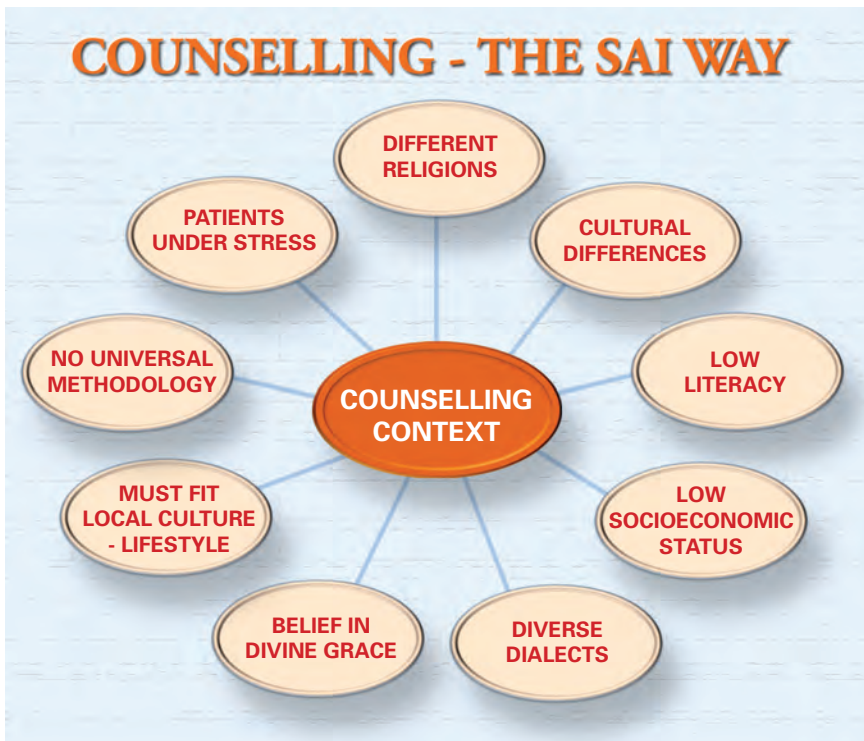 COUNSELLING - THE SAI WAY
DIFFERENT
RELIGIONS
CULTURAL
DIFFERENCES
LOW
LITERACY
LOW
SOCIOECONOMIC
STATUS
DIVERSE
DIALECTS
BELIEF IN
DIVINE GRACE
MUST FIT
LOCAL CULTURE
- LIFESTYLE
NO UNIVERSAL
METHODOLOGY
PATIENTS
UNDER STRESS
COUNSELLING
CONTEXT